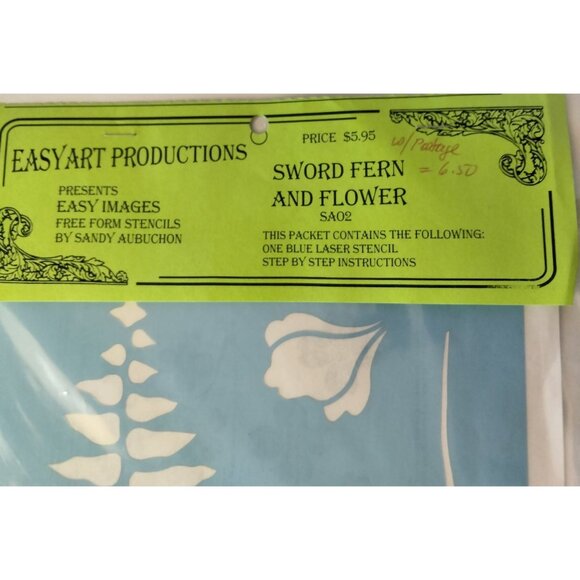 EASYART PRODUCTIONS
PRESENTS
EASY IMAGES
FREE FORM STENCILS
BY SANDY AUBUCHON
PRICE $5.95
w/Postage
= 6.50
SWORD FERN
AND FLOWER
SA02
THIS PACKET CONTAINS THE FOLLOWING:
ONE BLUE LASER STENCIL
STEP BY STEP INSTRUCTIONS